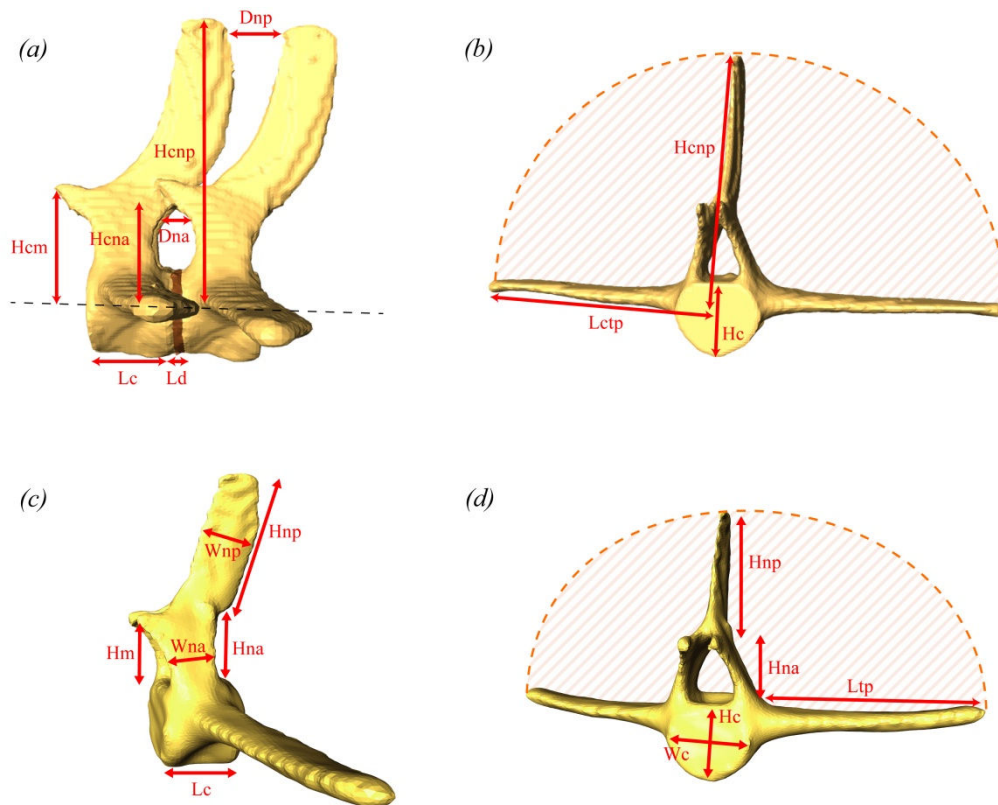 (a)
Dnp
Hcnp
Hcm
Hcna
Dna
Lc
Ld
(b)
Hcnp
Lctp
Hc
(c)
Hnp
Wnp
Hm
Wna
Hna
Lc
(d)
Hnp
Hna
Ltp
Hc
Wc